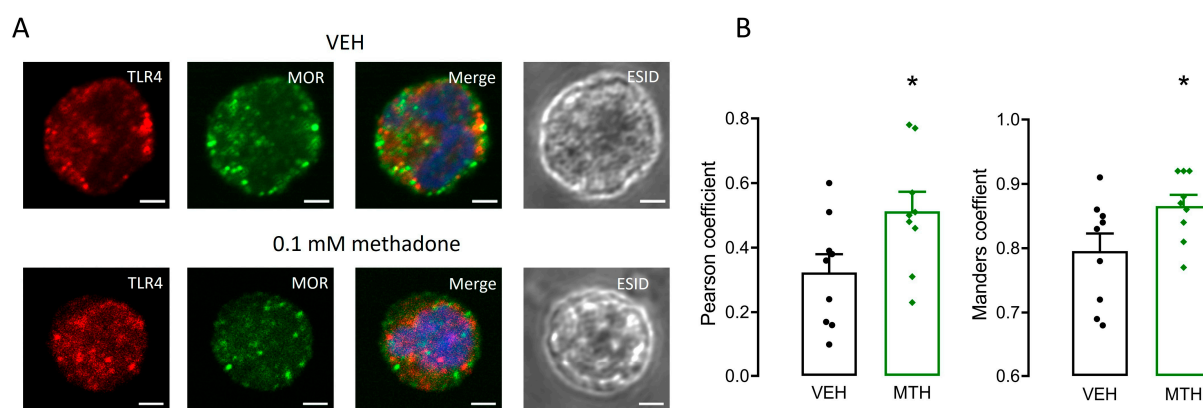 A
VEH
TLR4
MOR
Merge
ESID
0.1 mM methadone
TLR4
MOR
Merge
ESID
B
*
Pearson coefficient
0.8
0.6
0.4
0.2
0.0
VEH
MTH
*
Manders coeffient
1.0
0.9
0.8
0.7
0.6
VEH
MTH